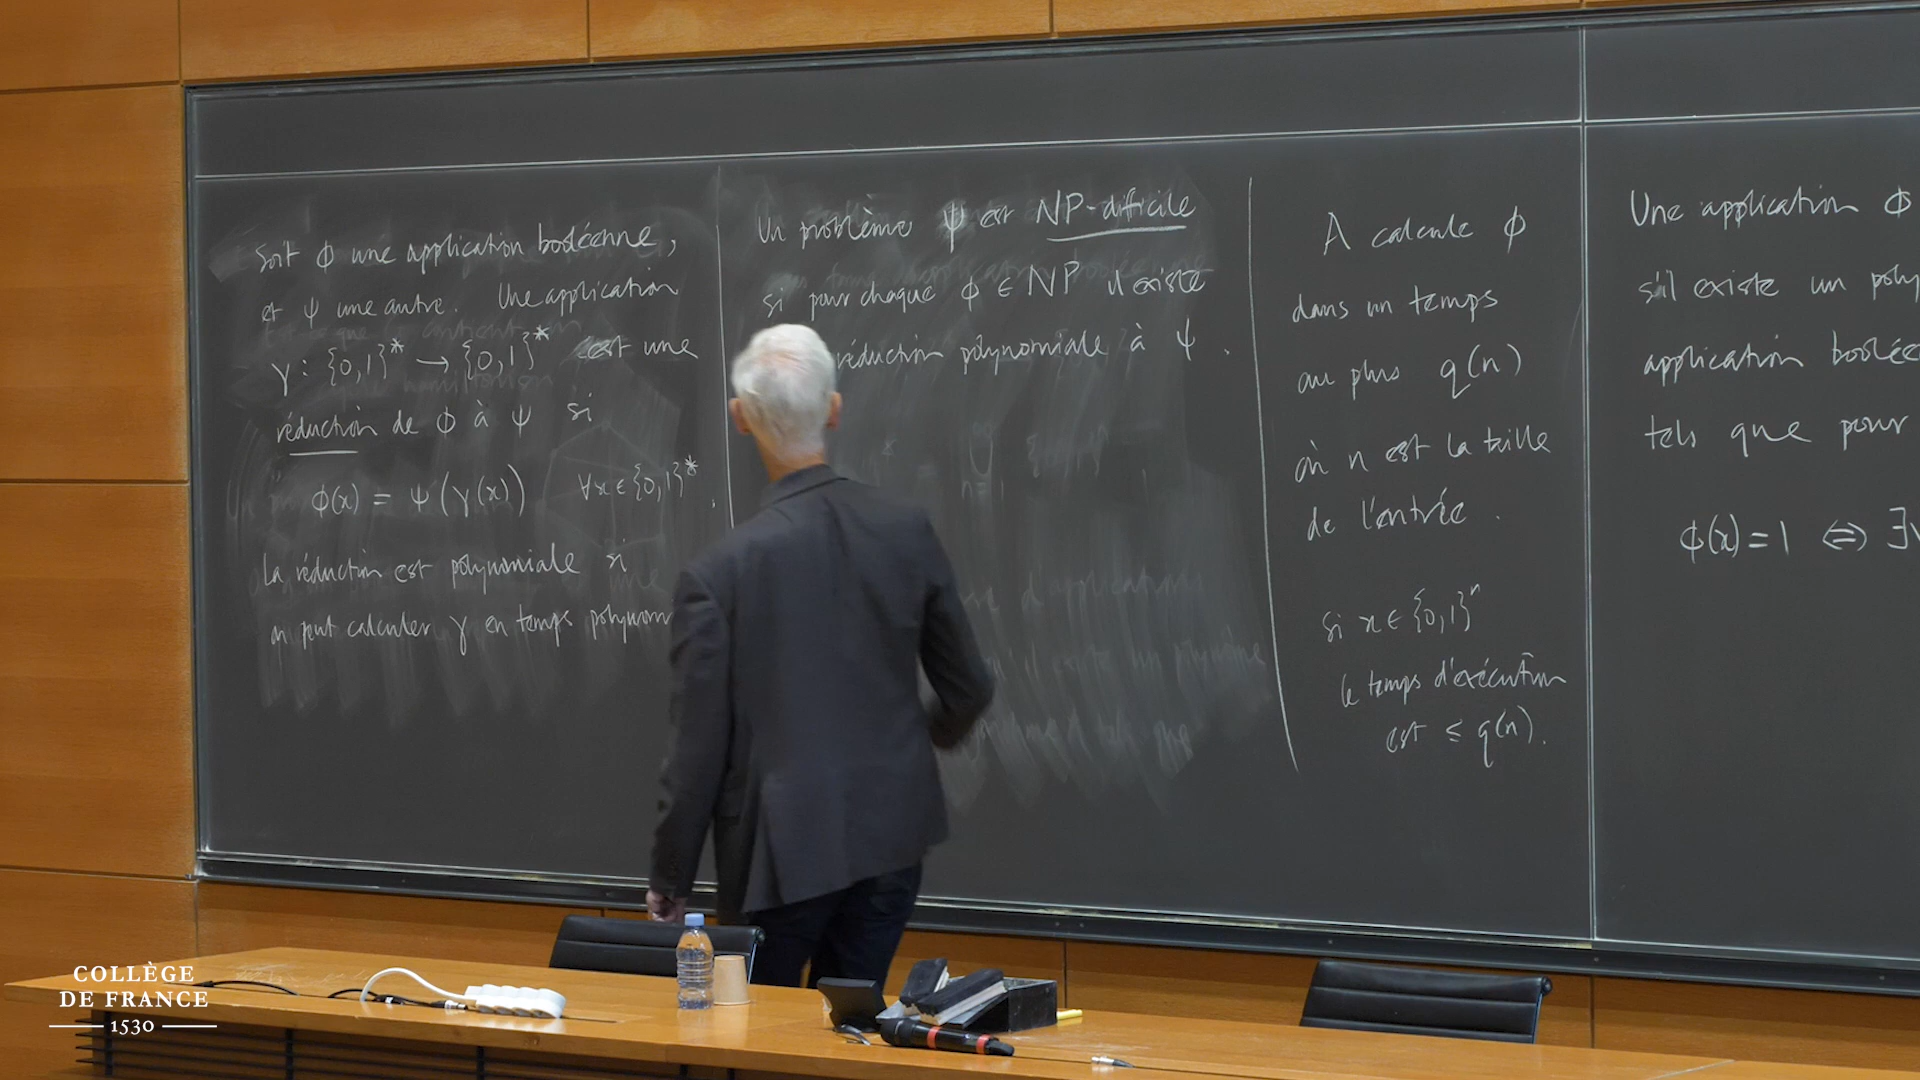 Soit ϕ une application booléenne,
et ψ une autre. Une application
γ : {0,1}* → {0,1}* est une
réduction de ϕ à ψ si
ϕ(x) = ψ(γ(x)) ∀x ∈ {0,1}*.
La réduction est polynomiale si
on peut calculer γ en temps polynom
Un problème ψ est NP-difficile
si pour chaque ϕ ∈ NP il existe
réduction polynomiale à ψ.
A calcule ϕ
dans un temps
au plus q(n)
où n est la taille
de l'entrée.
si x ∈ {0,1}ⁿ
le temps d'exécution
est ≤ q(n).
Une application ϕ
s'il existe un poly
application boolée
tels que pour
ϕ(x)=1 ⇔ ∃
COLLÈGE
DE FRANCE
1530